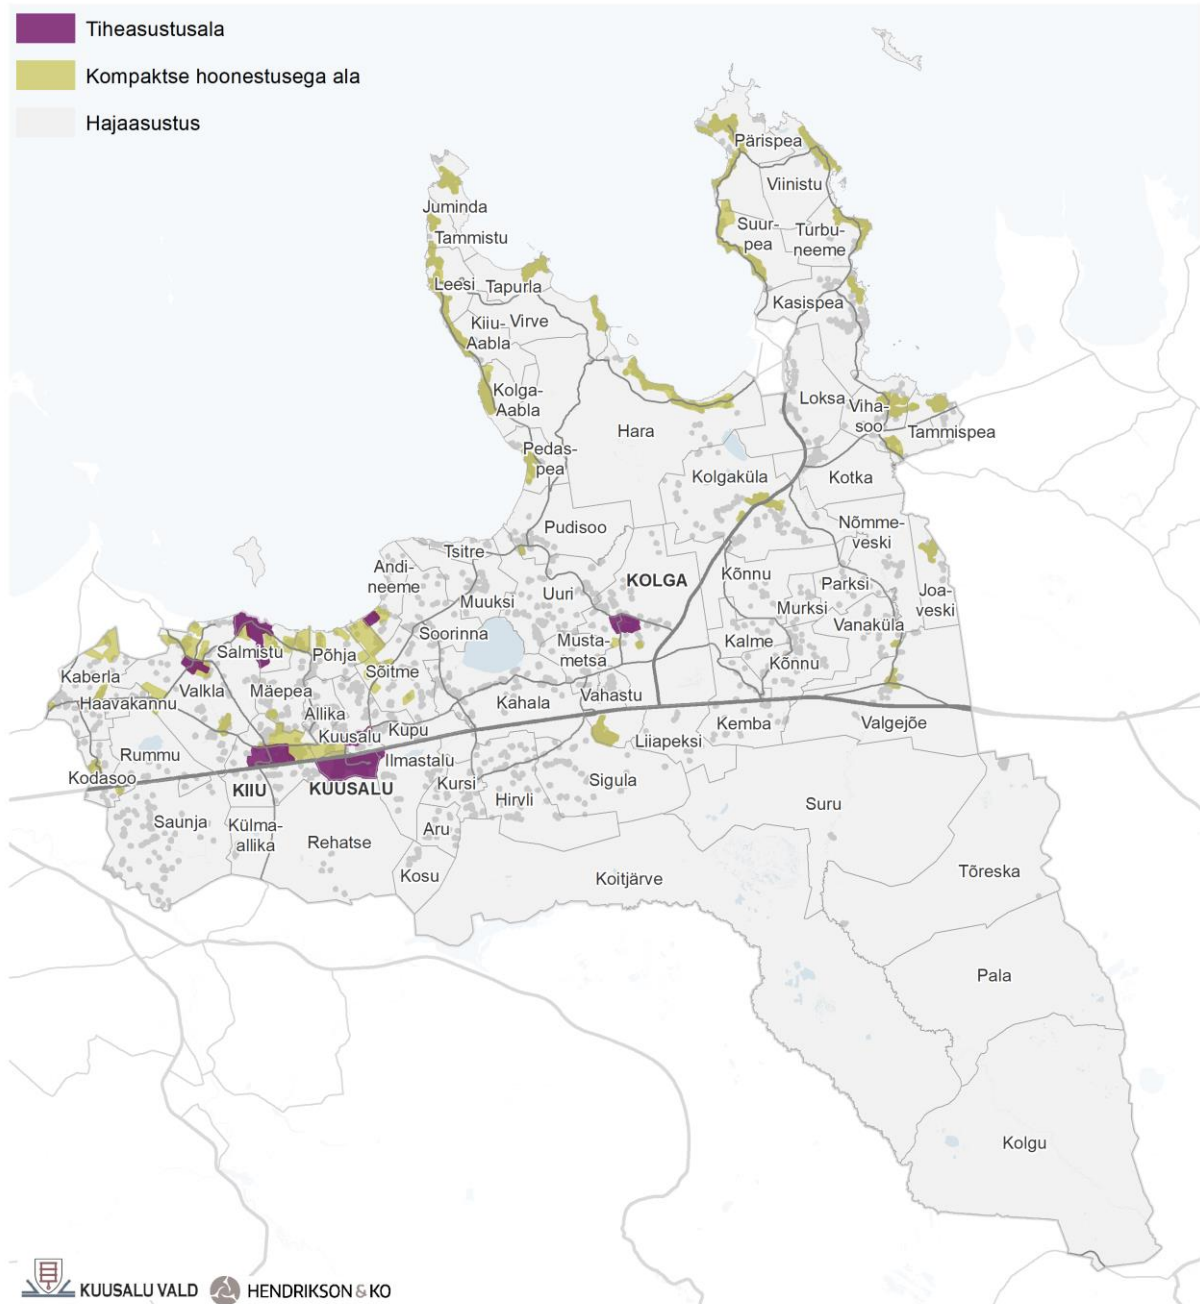 Tiheasustusala
Kompaktse hoonestusega ala
Hajaasustus
Pärispea
Viinistu
Juminda
Suur-
pea
Turbu-
neeme
Tammistu
Leesi
Tapurla
Kasispea
Kiiu-
Aabla
Virve
Kolga-
Aabla
Loksa
Viha-
soo
Hara
Tammispea
Pedas-
pea
Kolgaküla
Kotka
Pudisoo
Nõmme-
veski
Tsitre
Andi-
neeme
KOLGA
Kõnnu
Parksi
Joa-
veski
Uuri
Muuksi
Murksi
Vanaküla
Soorinna
Musta-
metsa
Kalme
Salmistu
Põhja
Kõnnu
Kaberla
Sõitme
Valkla
Mäepea
Haavakannu
Kahala
Vahastu
Allika
Kuusalu
Kupu
Kemba
Valgejõe
Rummu
Liiapeksi
Ilmastalu
Kodasoo
Kursi
Sigula
KIIU
KUUSALU
Hirvli
Suru
Saunja
Külma-
allika
Aru
Rehatse
Kosu
Koitjärve
Tõreska
Pala
Kolgu
KUUSALU VALD
HENDRIKSON & KO